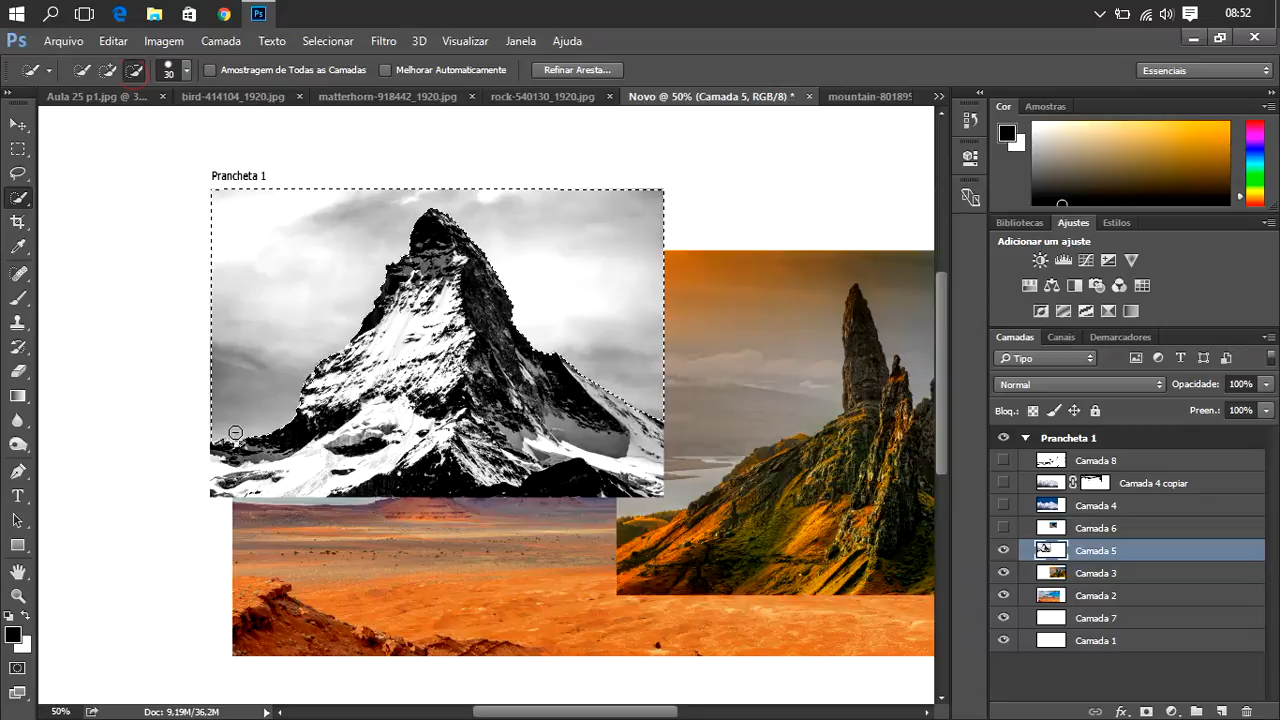 08:52
Ps Arquivo Editar Imagem Camada Texto Selecionar Filtro 3D Visualizar Janela Ajuda
30 Amostragem de Todas as Camadas Melhorar Automaticamente Refinar Aresta... Essenciais
Aula 25 p1.jpg @ 3... bird-414104_1920.jpg matterhorn-918442_1920.jpg rock-540130_1920.jpg Novo @ 50% (Camada 5, RGB/8) * mountain-801895
Cor Amostras
Prancheta 1
Bibliotecas Ajustes Estilos
Adicionar um ajuste
Camadas Canais Demarcadores
Tipo
Normal Opacidade: 100%
Bloq.: Preen.: 100%
Prancheta 1
Camada 8
Camada 4 copiar
Camada 4
Camada 6
Camada 5
Camada 3
Camada 2
Camada 7
Camada 1
50% Doc: 9,19M/36,2M